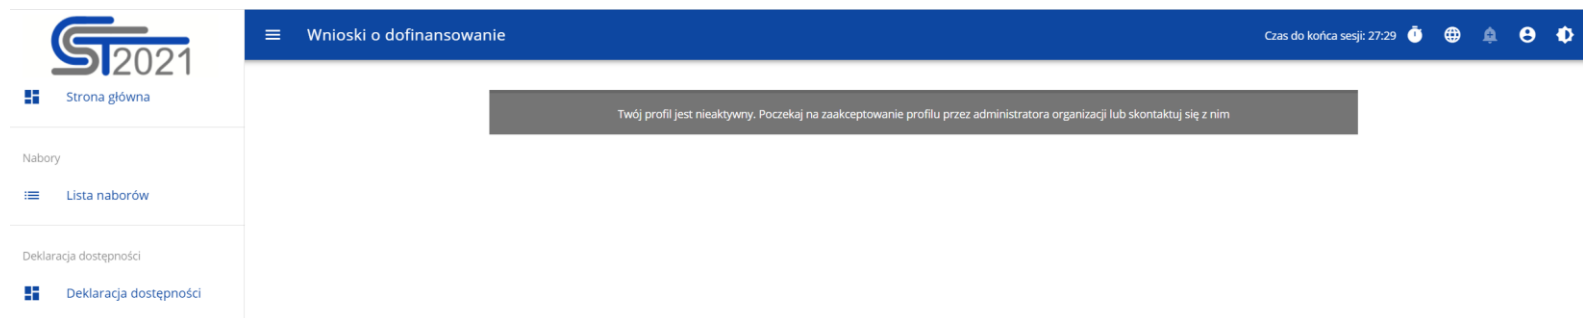 CST2021
Wnioski o dofinansowanie
Czas do końca sesji: 27:29
Strona główna
Twój profil jest nieaktywny. Poczekaj na zaakceptowanie profilu przez administratora organizacji lub skontaktuj się z nim
Nabory
Lista naborów
Deklaracja dostępności
Deklaracja dostępności